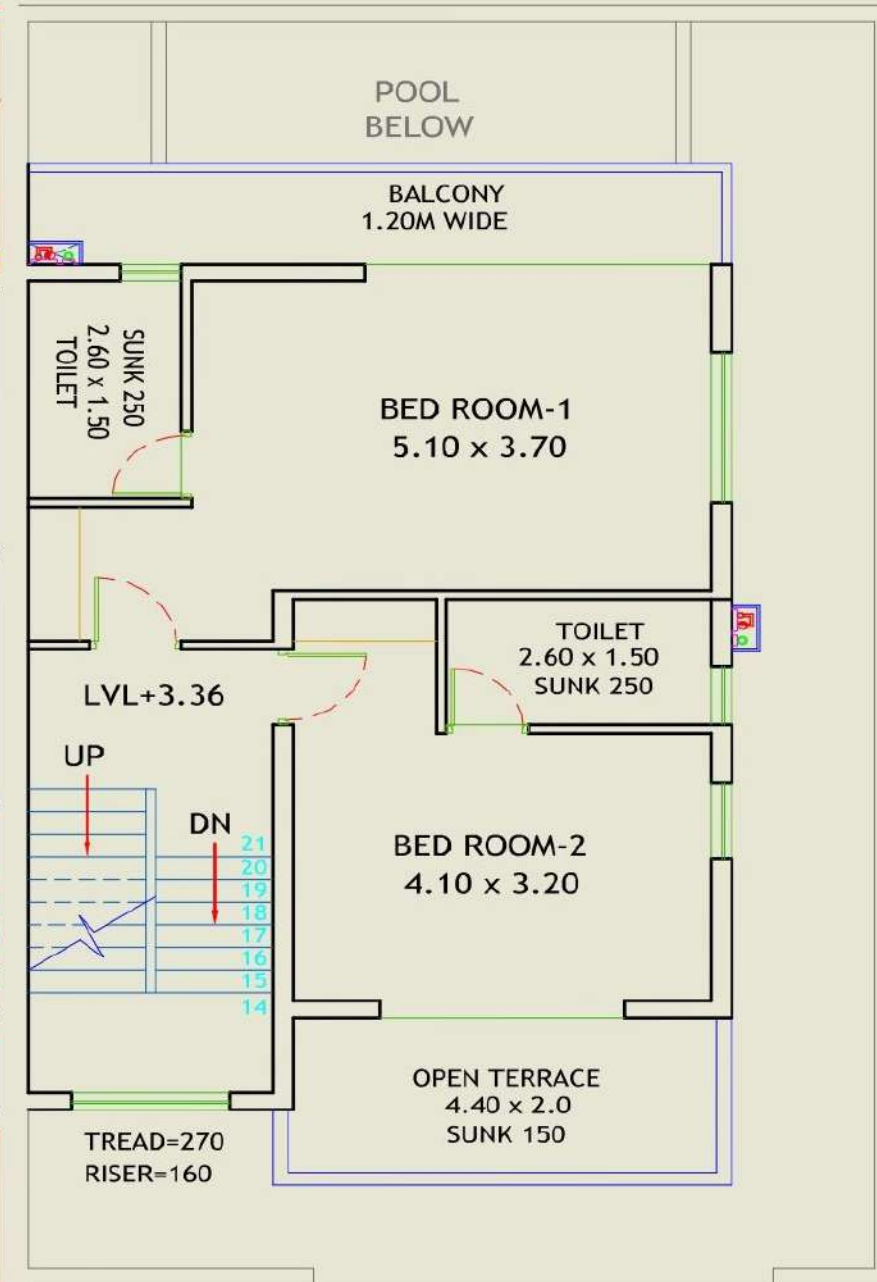 POOL
BELOW
BALCONY
1.20M WIDE
SUNK 250
2.60 x 1.50
TOILET
BED ROOM-1
5.10 x 3.70
TOILET
2.60 x 1.50
SUNK 250
LVL+3.36
UP
DN
21
20
19
18
17
16
15
14
BED ROOM-2
4.10 x 3.20
OPEN TERRACE
4.40 x 2.0
SUNK 150
TREAD=270
RISER=160